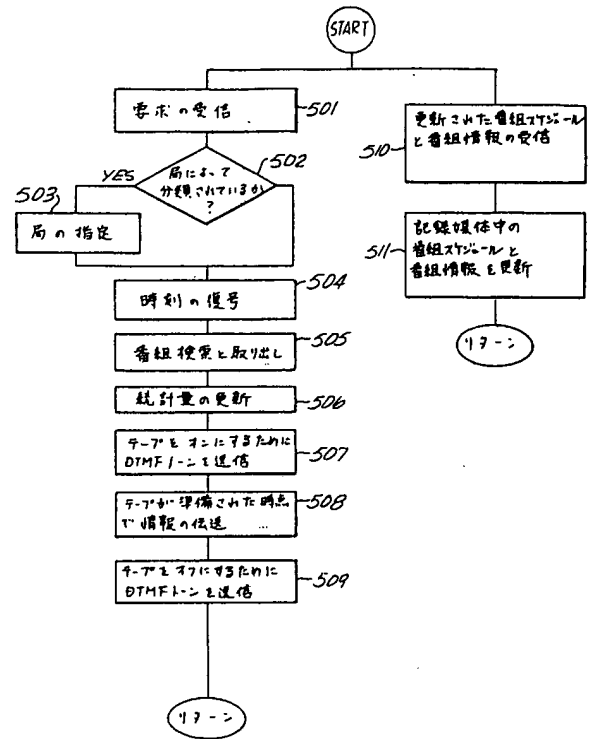 START
要求の受信
501
局によって
分類されているか
?
502
YES
503
局の指定
時刻の復号
504
番組検索と取り出し
505
統計量の更新
506
テープをオンにするために
DTMFトーンを送信
507
テープが準備された時点
で情報の伝送
508
テープをオフにするために
DTMFトーンを送信
509
リターン
更新された番組スケジュール
と番組情報の受信
510
記録媒体中の
番組スケジュールと
番組情報を更新
511
リターン